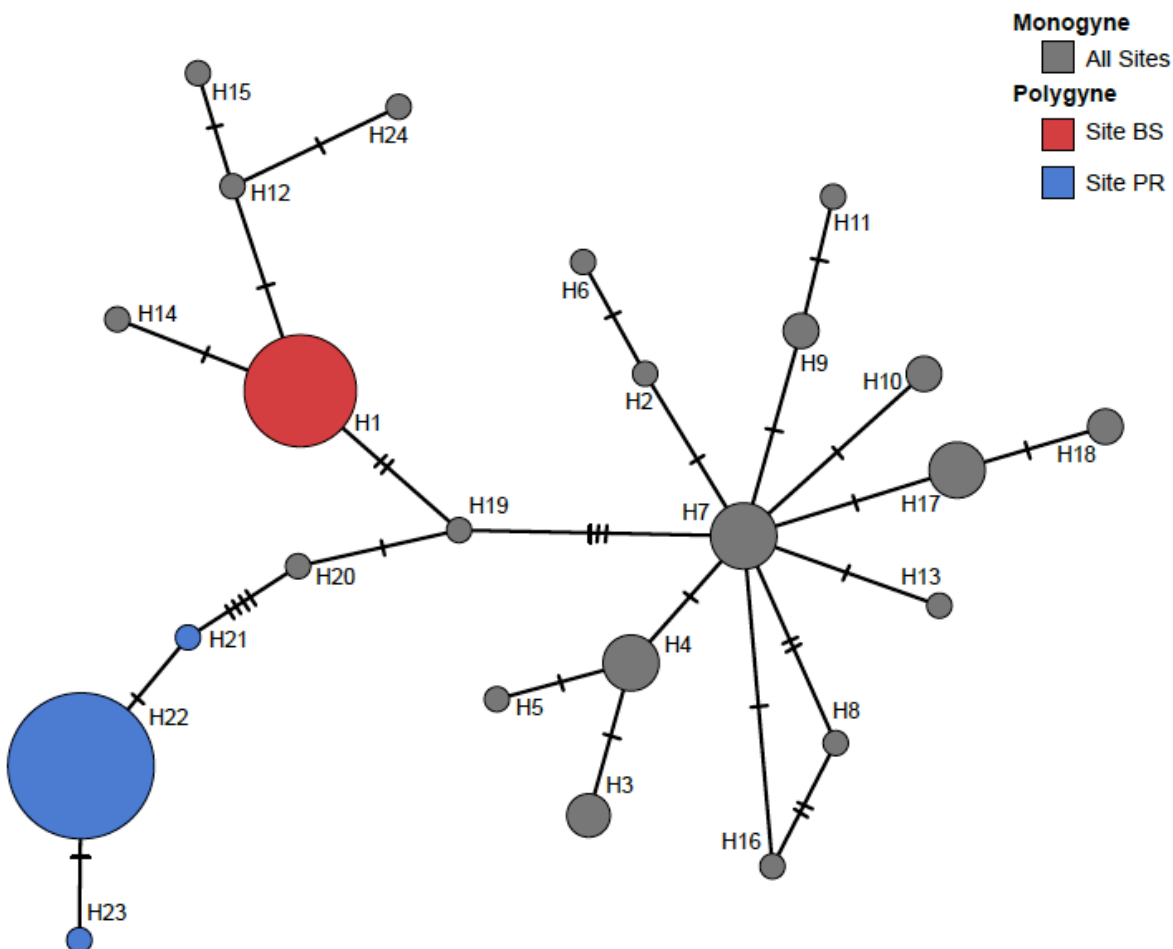 Monogyne
All Sites
Polygyne
Site BS
Site PR
H15
H24
H12
H11
H6
H14
H9
H10
H2
H1
H18
H17
H19
H7
H20
H13
H21
H4
H5
H22
H8
H3
H16
H23